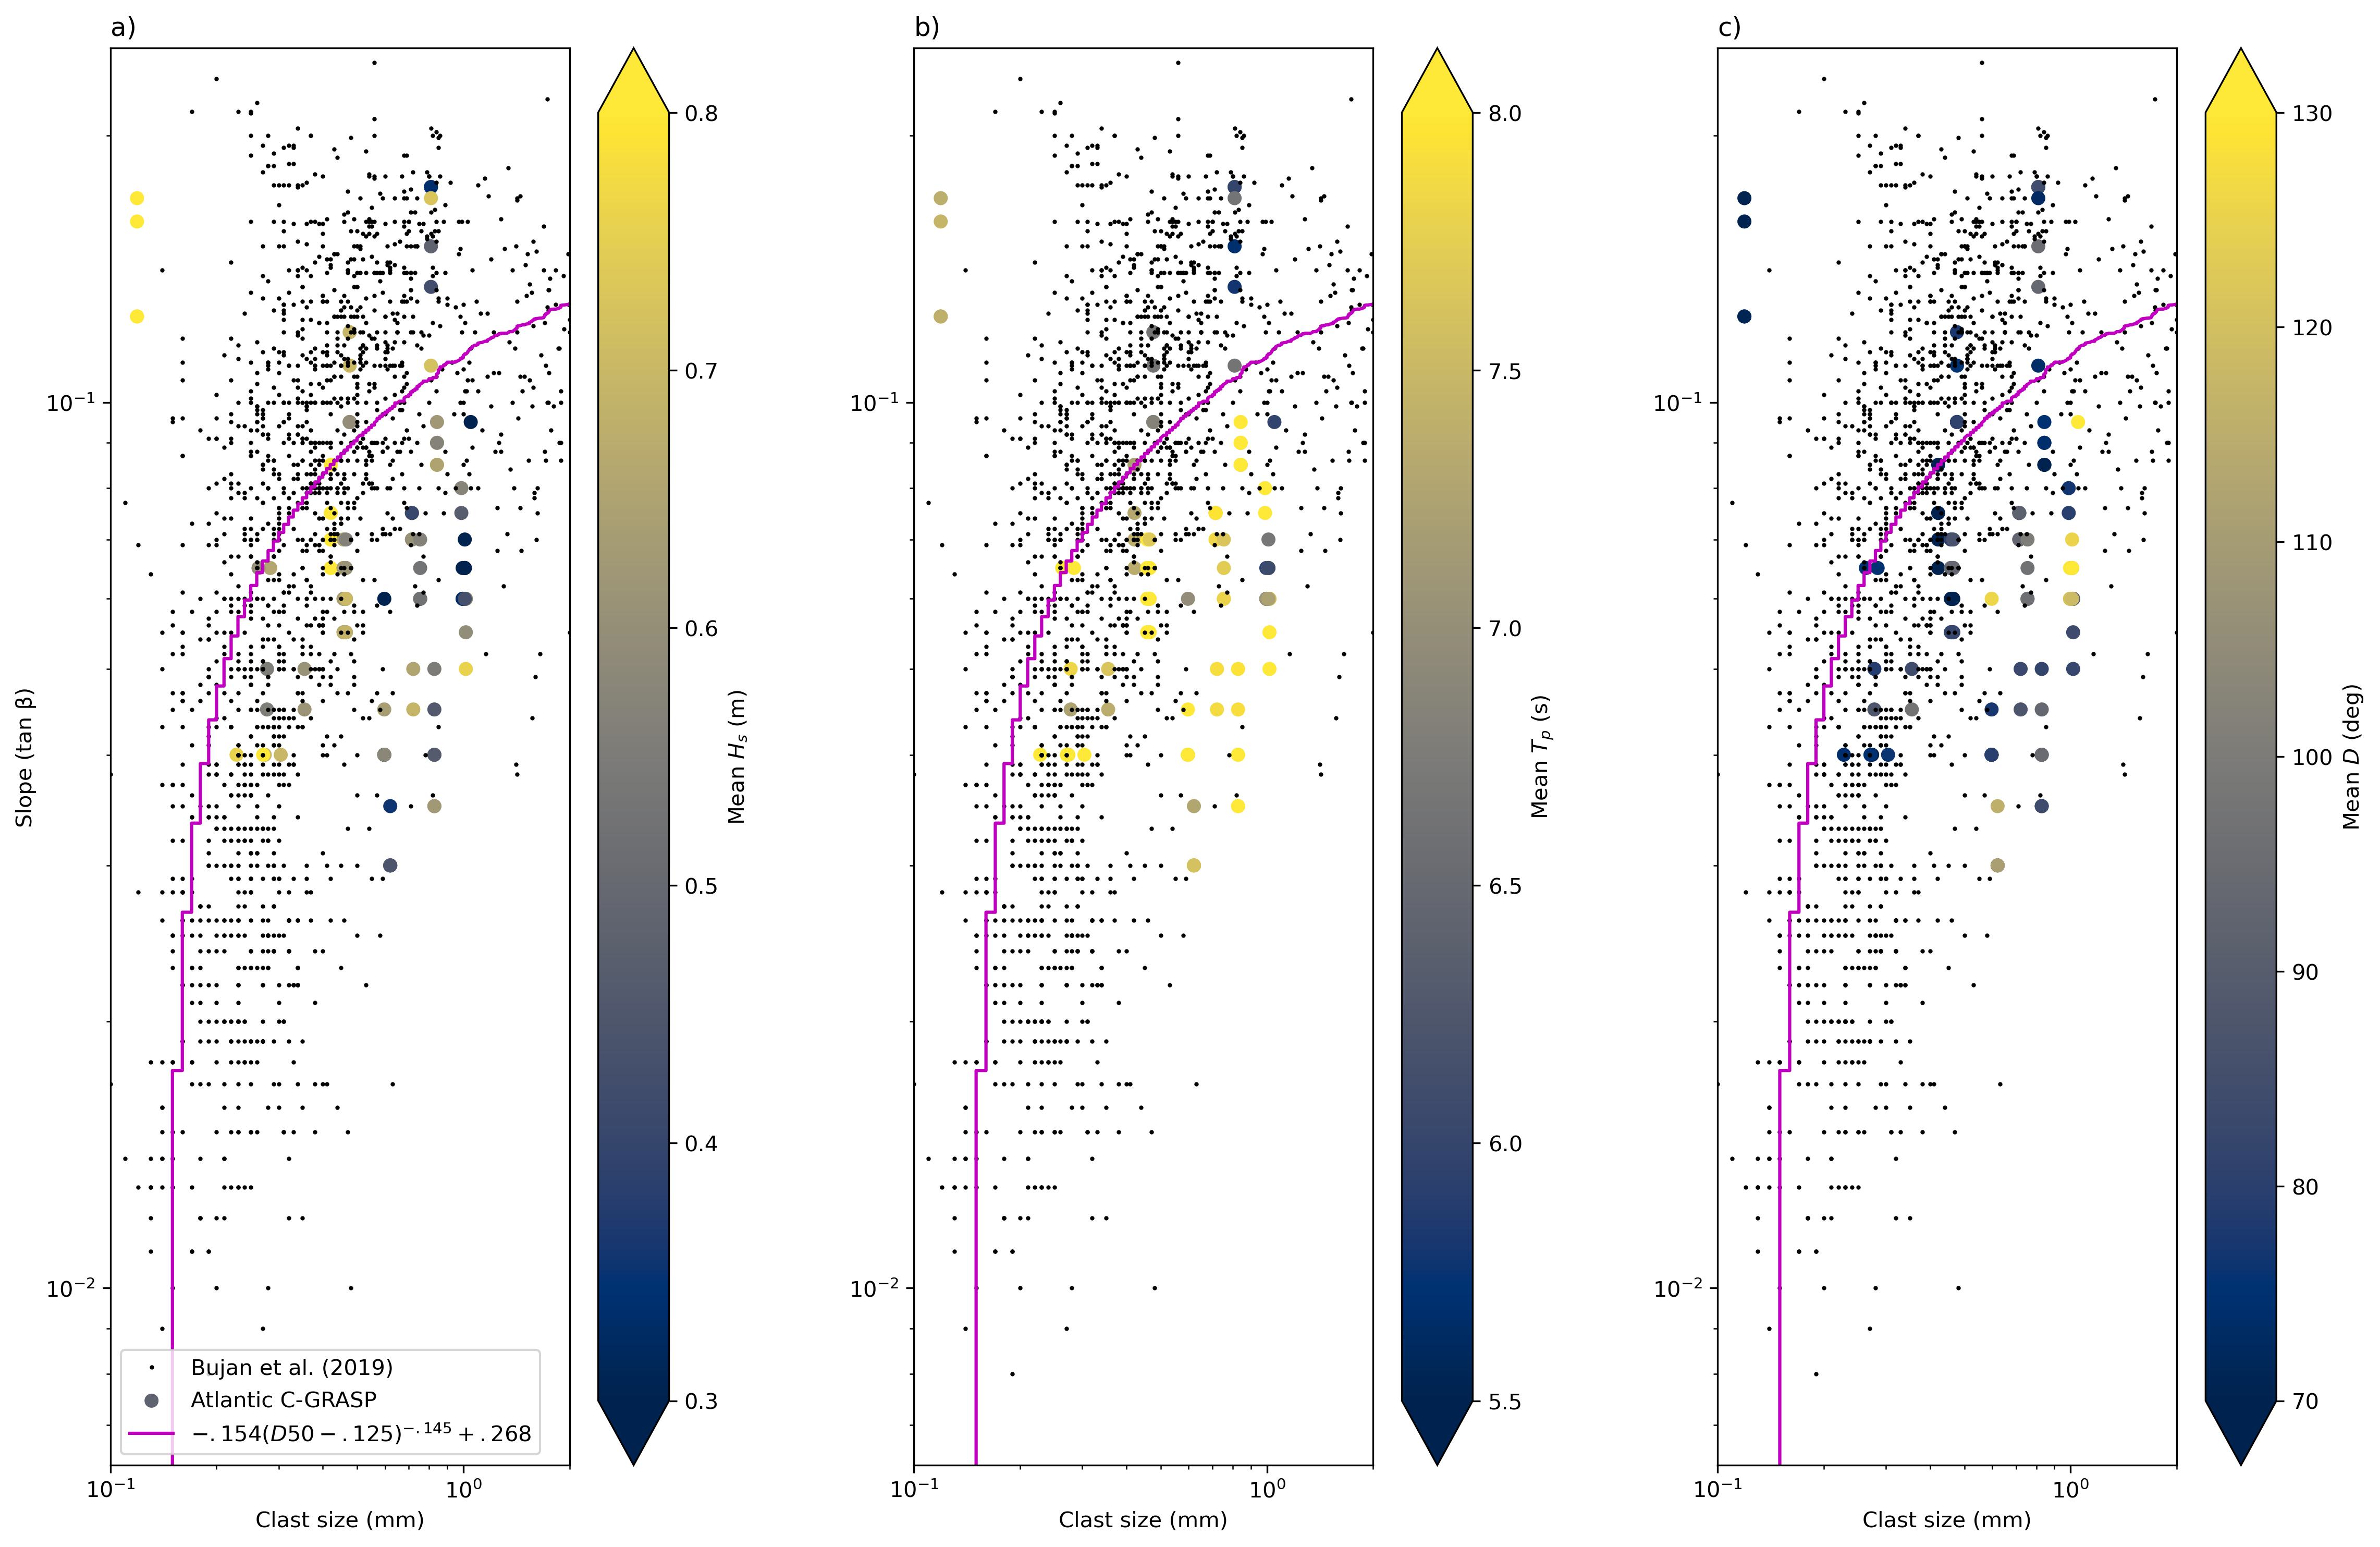 a)
b)
c)
Slope (tan β)
10⁻¹
10⁻²
Bujan et al. (2019)
Atlantic C-GRASP
−.154(D50 − .125)^−.145 + .268
10⁻¹ 10⁰
Clast size (mm)
0.8
0.7
0.6
0.5
0.4
0.3
Mean Hₛ (m)
10⁻¹
10⁻²
10⁻¹ 10⁰
Clast size (mm)
8.0
7.5
7.0
6.5
6.0
5.5
Mean Tₚ (s)
10⁻¹
10⁻²
10⁻¹ 10⁰
Clast size (mm)
130
120
110
100
90
80
70
Mean D (deg)